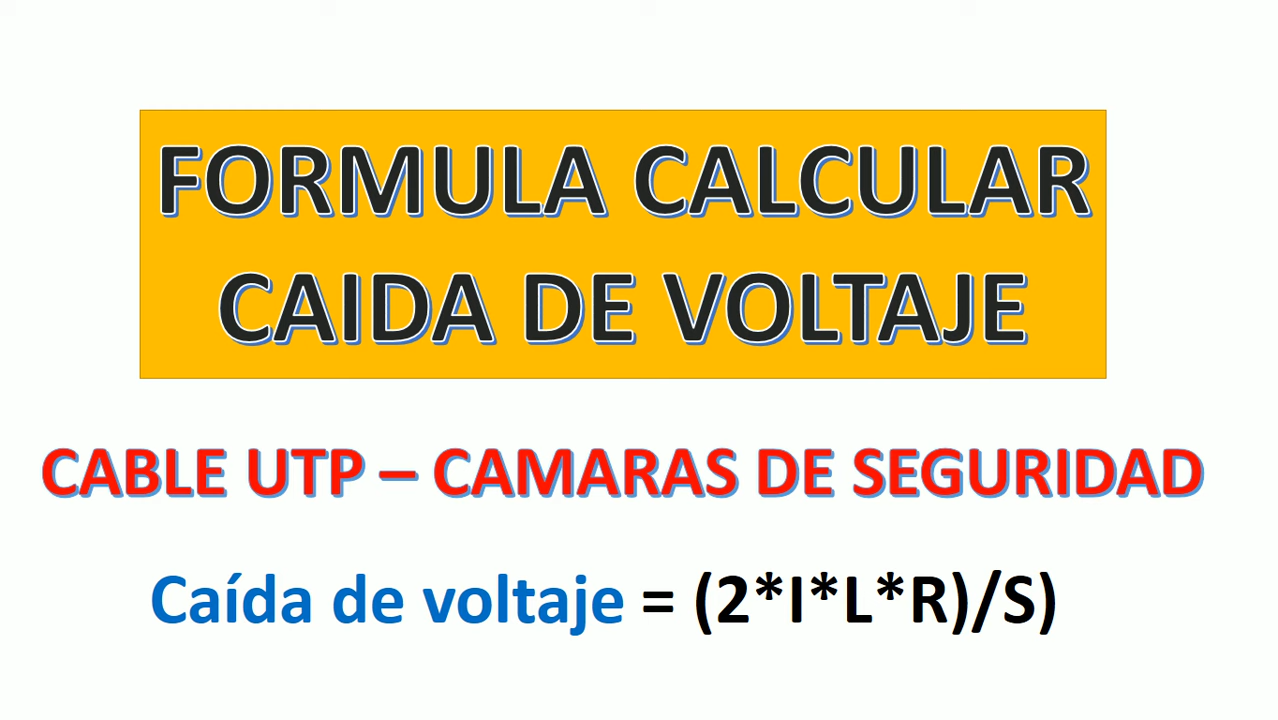 FORMULA CALCULAR
CAIDA DE VOLTAJE
CABLE UTP – CAMARAS DE SEGURIDAD
Caída de voltaje = (2*I*L*R)/S)